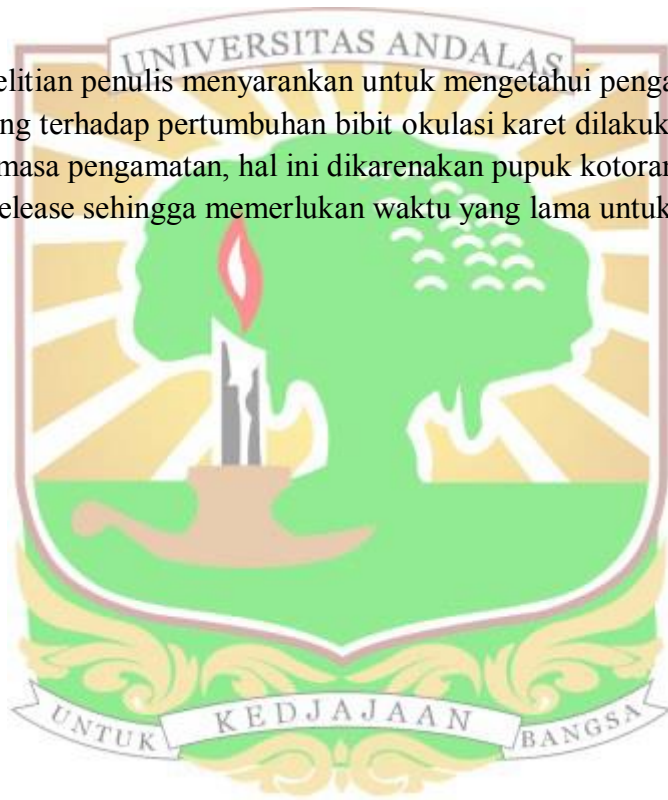 UNIVERSITAS ANDALAS
elitian penulis menyarankan untuk mengetahui penga
ng terhadap pertumbuhan bibit okulasi karet dilakuk
masa pengamatan, hal ini dikarenakan pupuk kotoran
elease sehingga memerlukan waktu yang lama untuk
UNTUK KEDJAJAAN BANGSA